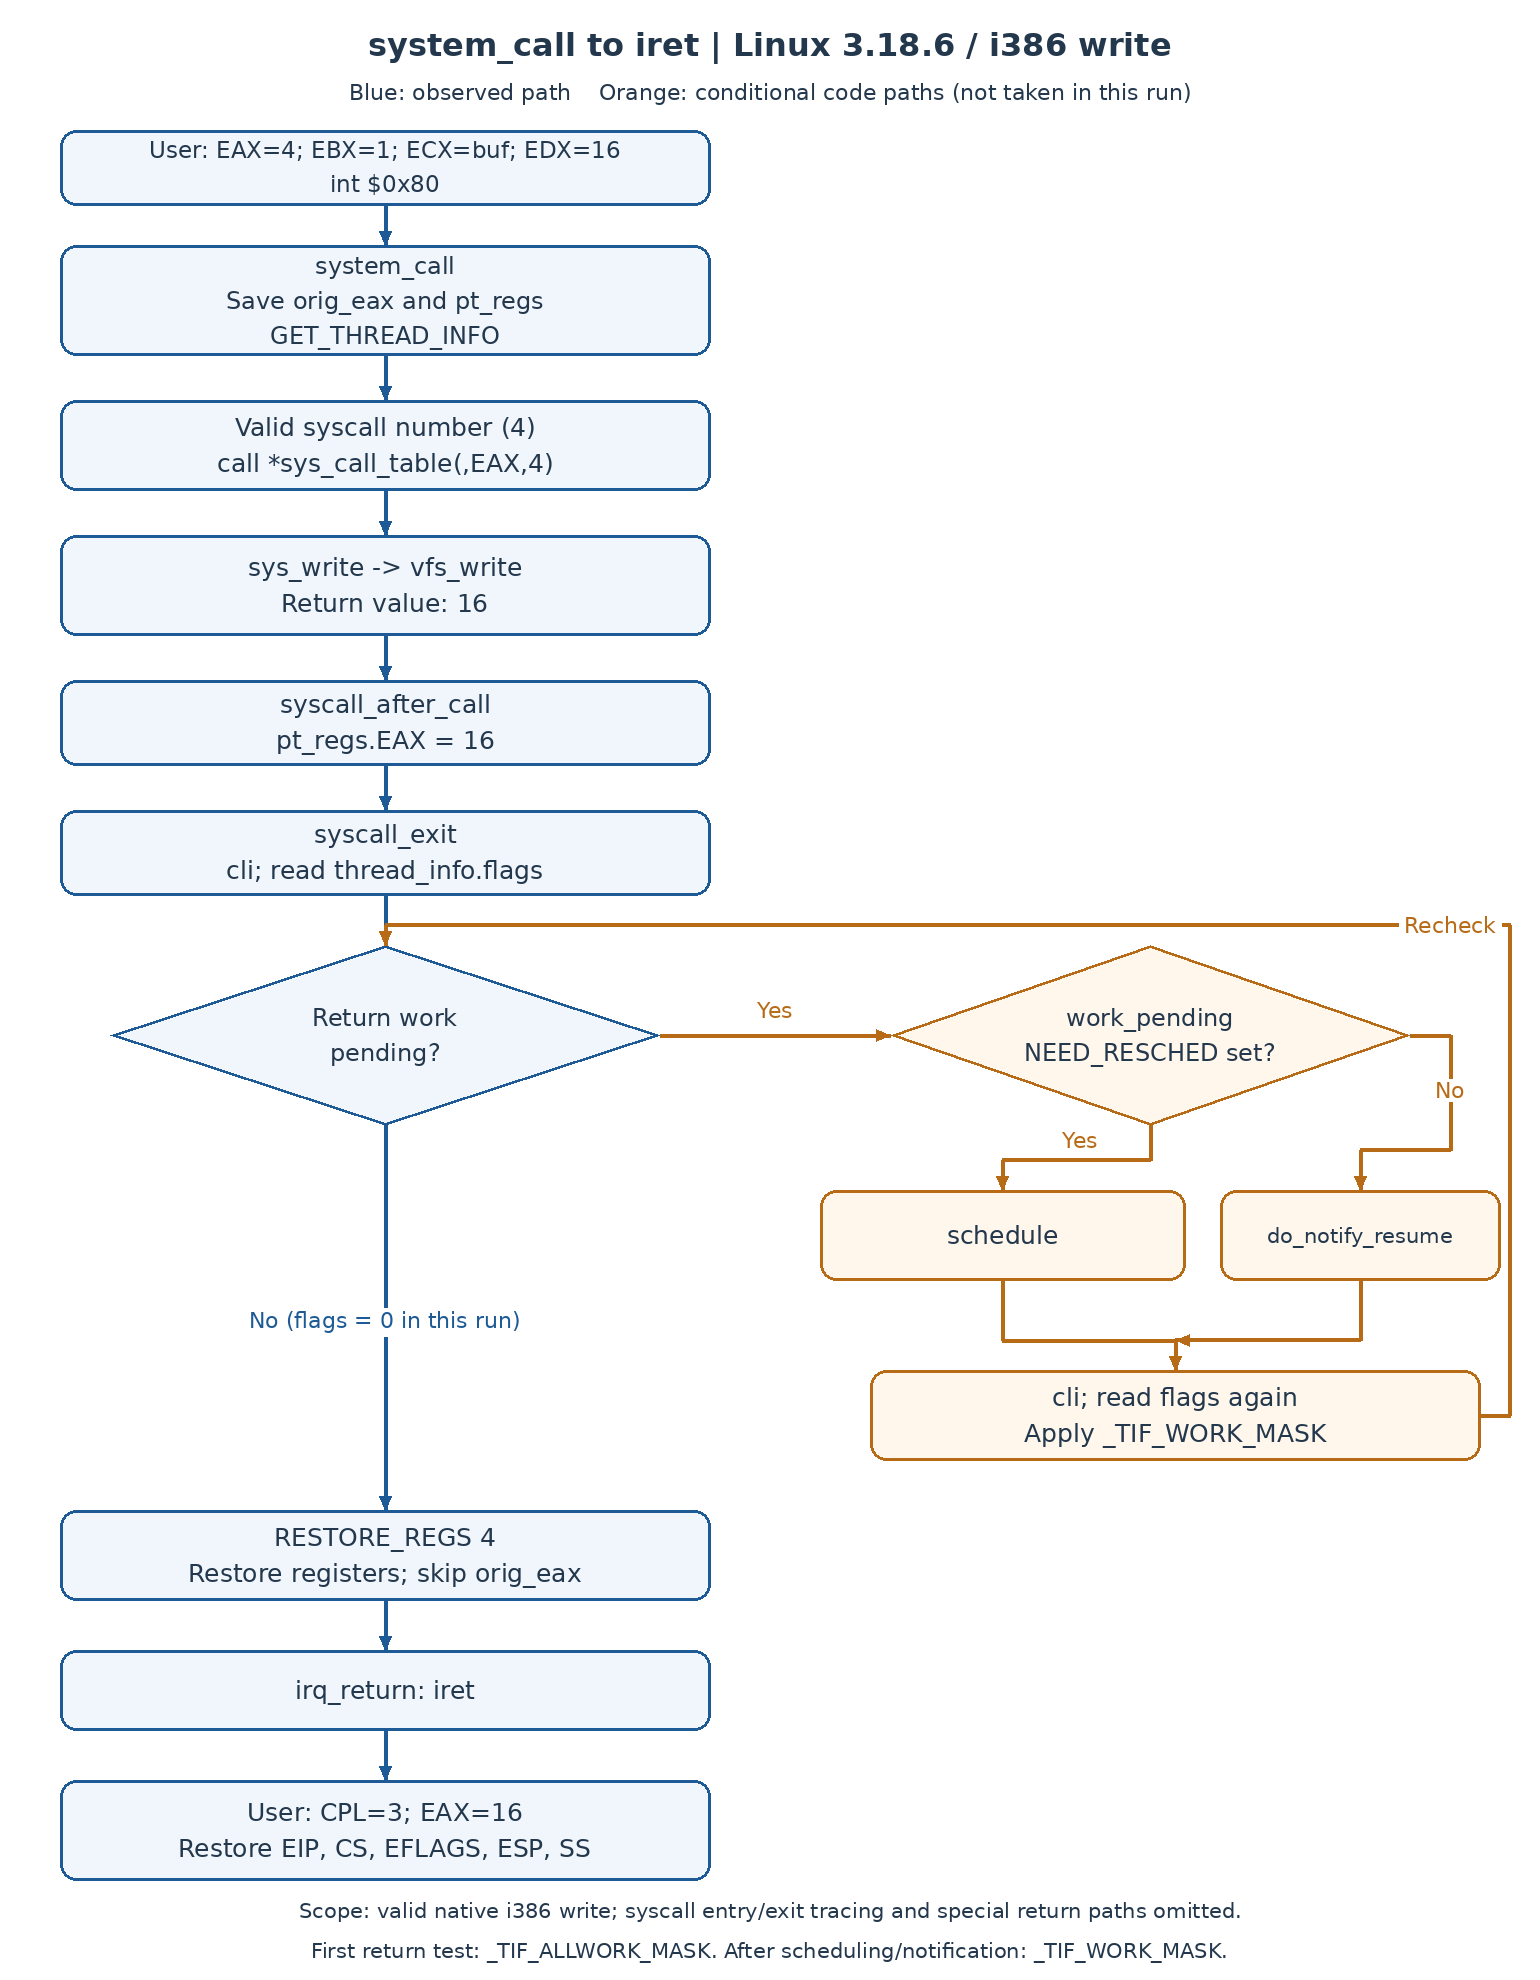 system_call to iret | Linux 3.18.6 / i386 write
Blue: observed path    Orange: conditional code paths (not taken in this run)
User: EAX=4; EBX=1; ECX=buf; EDX=16
int $0x80
system_call
Save orig_eax and pt_regs
GET_THREAD_INFO
Valid syscall number (4)
call *sys_call_table(,EAX,4)
sys_write -> vfs_write
Return value: 16
syscall_after_call
pt_regs.EAX = 16
syscall_exit
cli; read thread_info.flags
Recheck
Return work
pending?
Yes
work_pending
NEED_RESCHED set?
No
Yes
schedule
do_notify_resume
No (flags = 0 in this run)
cli; read flags again
Apply _TIF_WORK_MASK
RESTORE_REGS 4
Restore registers; skip orig_eax
irq_return: iret
User: CPL=3; EAX=16
Restore EIP, CS, EFLAGS, ESP, SS
Scope: valid native i386 write; syscall entry/exit tracing and special return paths omitted.
First return test: _TIF_ALLWORK_MASK. After scheduling/notification: _TIF_WORK_MASK.